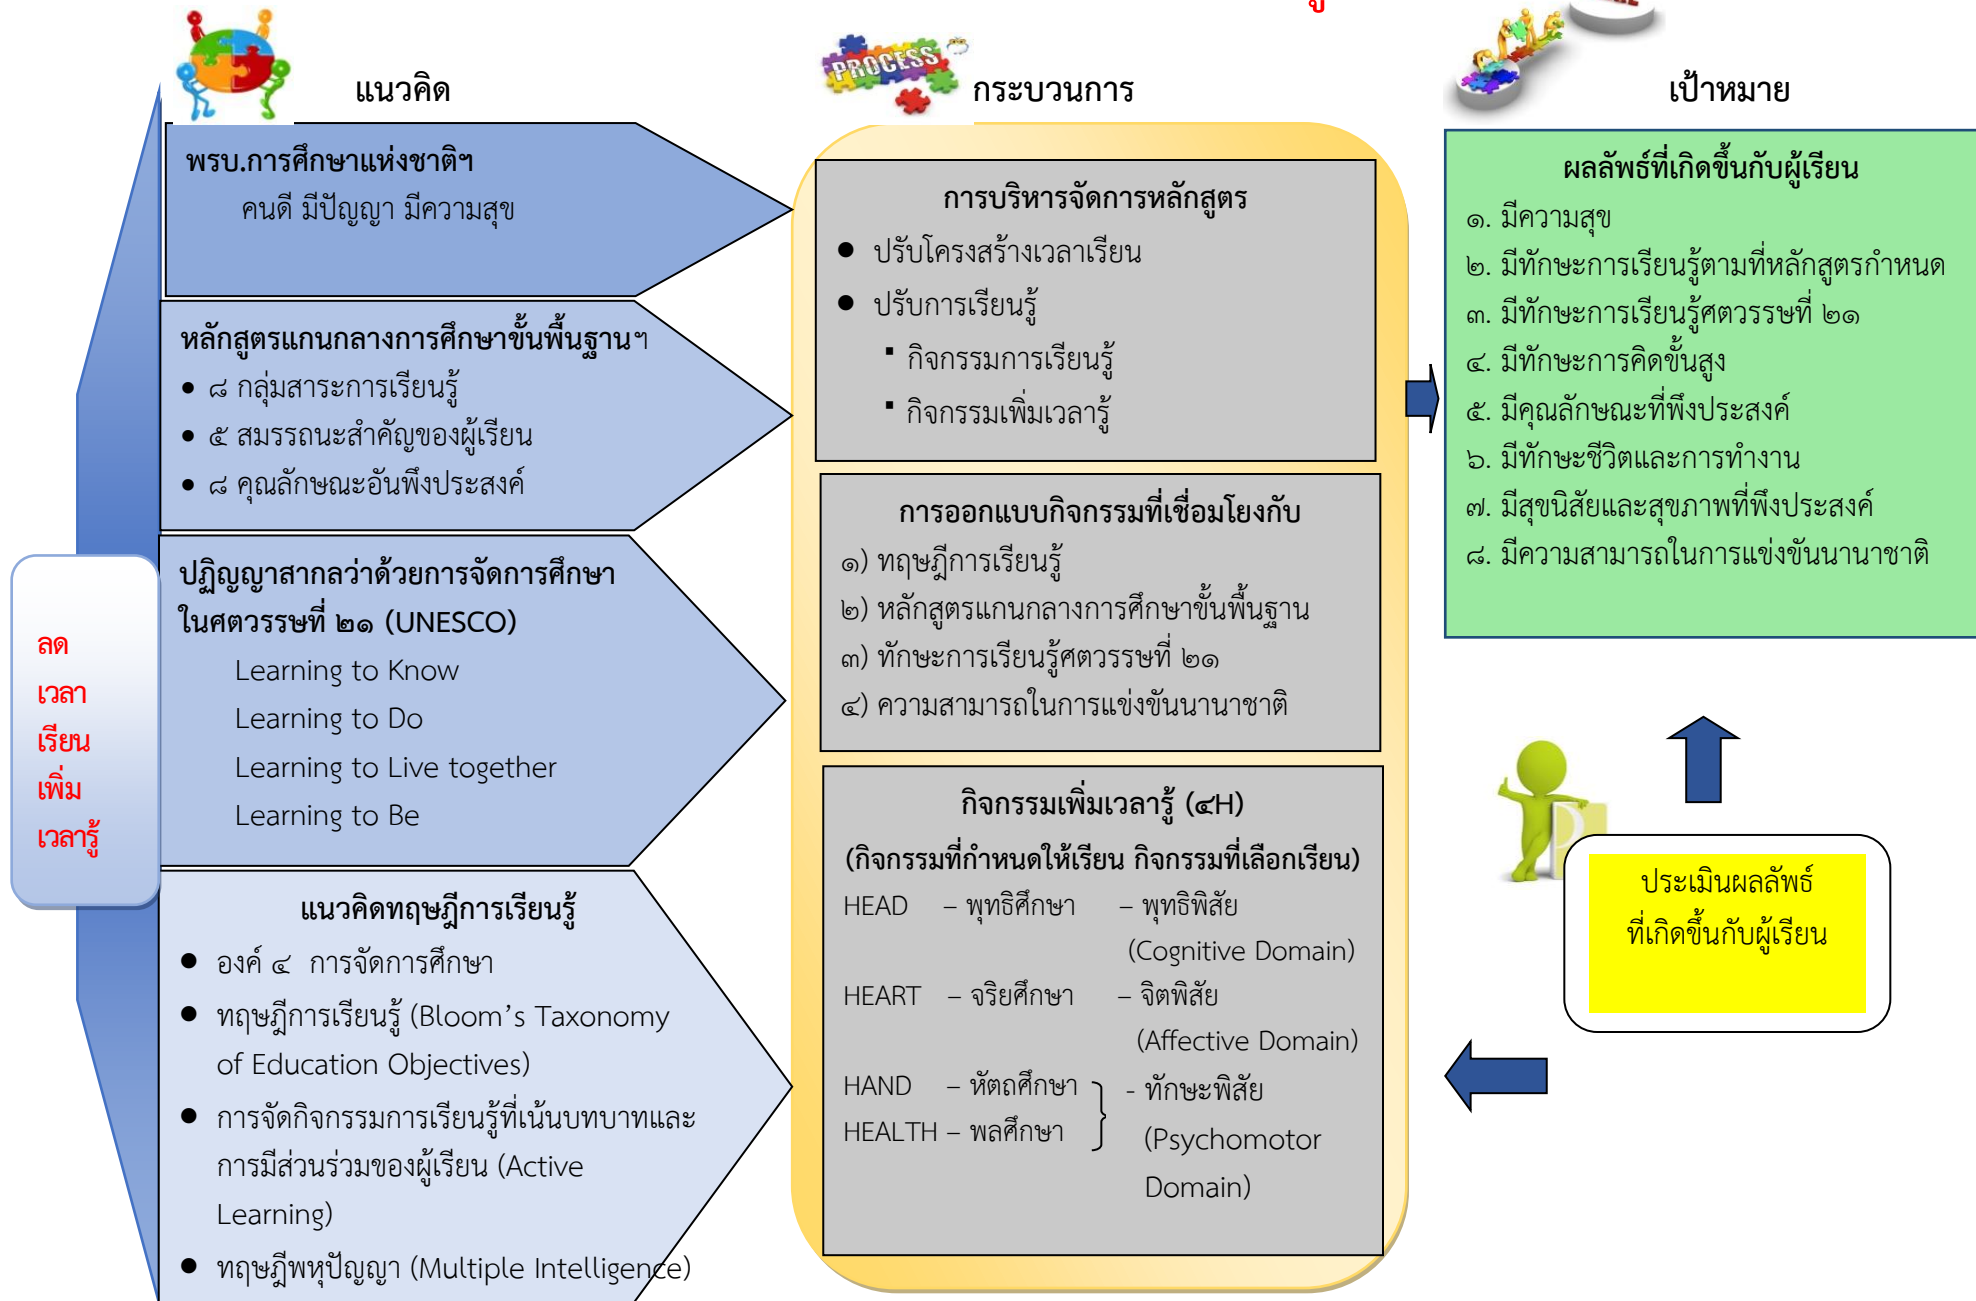 แนวคิด
พรบ.การศึกษาแห่งชาติฯ
คนดี มีปัญญา มีความสุข
หลักสูตรแกนกลางการศึกษาขั้นพื้นฐานฯ
• ๘ กลุ่มสาระการเรียนรู้
• ๕ สมรรถนะสำคัญของผู้เรียน
• ๘ คุณลักษณะอันพึงประสงค์
ปฏิญญาสากลว่าด้วยการจัดการศึกษา
ในศตวรรษที่ ๒๑ (UNESCO)
Learning to Know
Learning to Do
Learning to Live together
Learning to Be
แนวคิดทฤษฎีการเรียนรู้
● องค์ ๔ การจัดการศึกษา
● ทฤษฎีการเรียนรู้ (Bloom’s Taxonomy
of Education Objectives)
● การจัดกิจกรรมการเรียนรู้ที่เน้นบทบาทและ
การมีส่วนร่วมของผู้เรียน (Active
Learning)
● ทฤษฎีพหุปัญญา (Multiple Intelligence)
ลด
เวลา
เรียน
เพิ่ม
เวลารู้
PROCESS
กระบวนการ
การบริหารจัดการหลักสูตร
● ปรับโครงสร้างเวลาเรียน
● ปรับการเรียนรู้
▪ กิจกรรมการเรียนรู้
▪ กิจกรรมเพิ่มเวลารู้
การออกแบบกิจกรรมที่เชื่อมโยงกับ
๑) ทฤษฎีการเรียนรู้
๒) หลักสูตรแกนกลางการศึกษาขั้นพื้นฐาน
๓) ทักษะการเรียนรู้ศตวรรษที่ ๒๑
๔) ความสามารถในการแข่งขันนานาชาติ
กิจกรรมเพิ่มเวลารู้ (๔H)
(กิจกรรมที่กำหนดให้เรียน กิจกรรมที่เลือกเรียน)
HEAD – พุทธิศึกษา – พุทธิพิสัย
(Cognitive Domain)
HEART – จริยศึกษา – จิตพิสัย
(Affective Domain)
HAND – หัตถศึกษา - ทักษะพิสัย
HEALTH – พลศึกษา (Psychomotor
Domain)
เป้าหมาย
ผลลัพธ์ที่เกิดขึ้นกับผู้เรียน
๑. มีความสุข
๒. มีทักษะการเรียนรู้ตามที่หลักสูตรกำหนด
๓. มีทักษะการเรียนรู้ศตวรรษที่ ๒๑
๔. มีทักษะการคิดขั้นสูง
๕. มีคุณลักษณะที่พึงประสงค์
๖. มีทักษะชีวิตและการทำงาน
๗. มีสุขนิสัยและสุขภาพที่พึงประสงค์
๘. มีความสามารถในการแข่งขันนานาชาติ
ประเมินผลลัพธ์
ที่เกิดขึ้นกับผู้เรียน